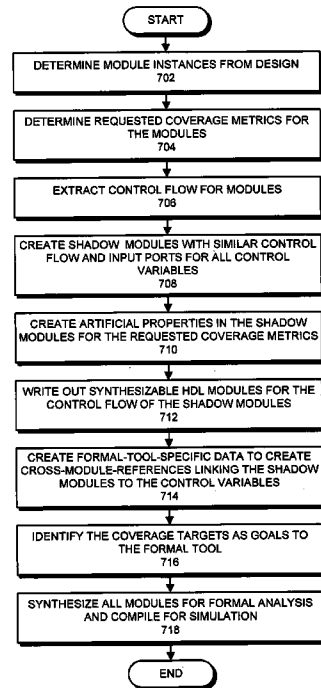 START
DETERMINE MODULE INSTANCES FROM DESIGN
702
DETERMINE REQUESTED COVERAGE METRICS FOR
THE MODULES
704
EXTRACT CONTROL FLOW FOR MODULES
706
CREATE SHADOW MODULES WITH SIMILAR CONTROL
FLOW AND INPUT PORTS FOR ALL CONTROL
VARIABLES
708
CREATE ARTIFICIAL PROPERTIES IN THE SHADOW
MODULES FOR THE REQUESTED COVERAGE METRICS
710
WRITE OUT SYNTHESIZABLE HDL MODULES FOR THE
CONTROL FLOW OF THE SHADOW MODULES
712
CREATE FORMAL-TOOL-SPECIFIC DATA TO CREATE
CROSS-MODULE-REFERENCES LINKING THE SHADOW
MODULES TO THE CONTROL VARIABLES
714
IDENTIFY THE COVERAGE TARGETS AS GOALS TO
THE FORMAL TOOL
716
SYNTHESIZE ALL MODULES FOR FORMAL ANALYSIS
AND COMPILE FOR SIMULATION
718
END